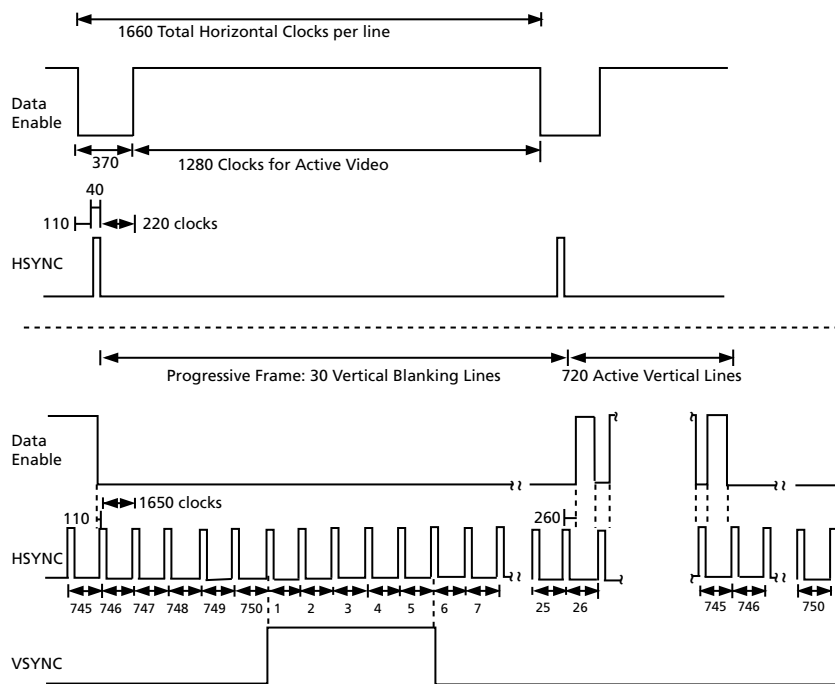 1660 Total Horizontal Clocks per line
Data
Enable
370
1280 Clocks for Active Video
40
110
220 clocks
HSYNC
Progressive Frame: 30 Vertical Blanking Lines
720 Active Vertical Lines
Data
Enable
1650 clocks
110
260
HSYNC
745 746 747 748 749 750 1 2 3 4 5 6 7 25 26 745 746 750
VSYNC